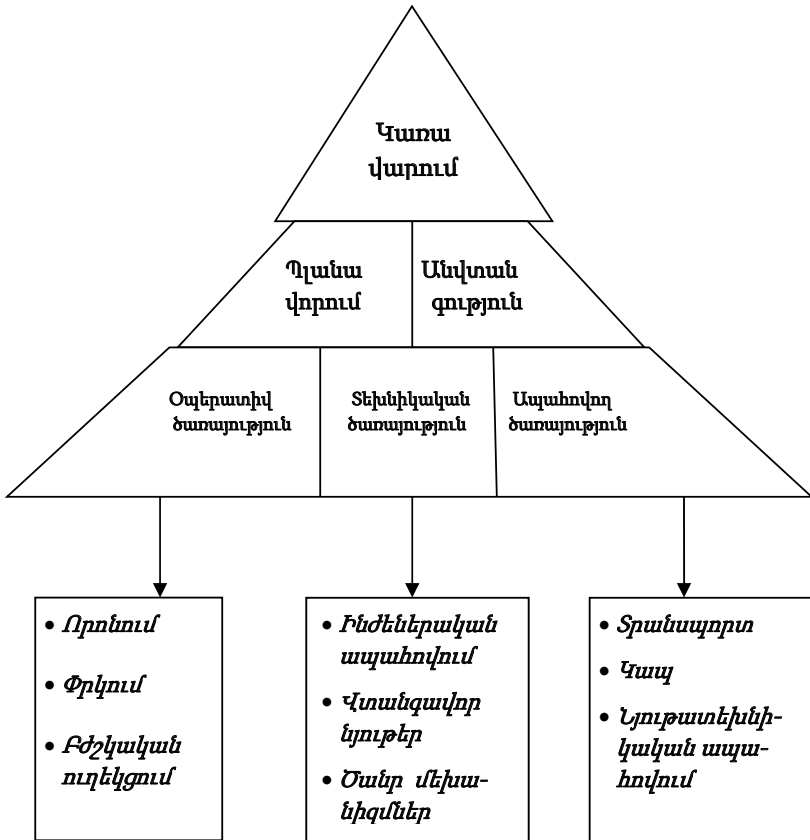 Կառա
վարում
Պլանա
վորում
Անվտան
գություն
Օպերատիվ
ծառայություն
Տեխնիկական
ծառայություն
Ապահովող
ծառայություն
• Որոնում
• Փրկում
• Բժշկական
ուղեկցում
• Ինժեներական
ապահովում
• Վտանգավոր
նյութեր
• Ծանր մեխա-
նիզմներ
• Տրանսպորտ
• Կապ
• Նյութատեխնի-
կական ապա-
հովում